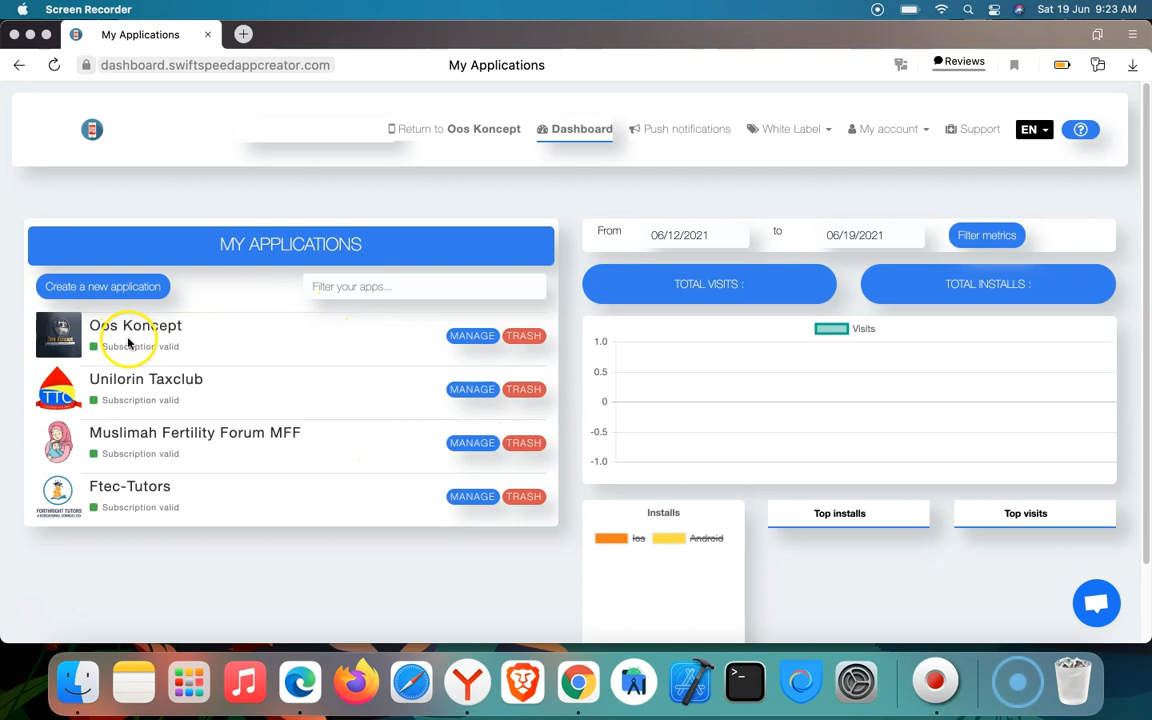 Screen Recorder
Sat 19 Jun 9:23 AM
My Applications
dashboard.swiftspeedappcreator.com
My Applications
Reviews
Return to Oos Koncept
Dashboard
Push notifications
White Label
My account
Support
EN
?
MY APPLICATIONS
Create a new application
Filter your apps...
Oos Koncept
Subscription valid
MANAGE
TRASH
Unilorin Taxclub
Subscription valid
MANAGE
TRASH
TTC
Muslimah Fertility Forum MFF
Subscription valid
MANAGE
TRASH
Ftec-Tutors
Subscription valid
MANAGE
TRASH
FORTHRIGHT TUTORS
From
06/12/2021
to
06/19/2021
Filter metrics
TOTAL VISITS :
TOTAL INSTALLS :
Visits
1.0
0.5
0
-0.5
-1.0
Installs
Ios
Android
Top installs
Top visits